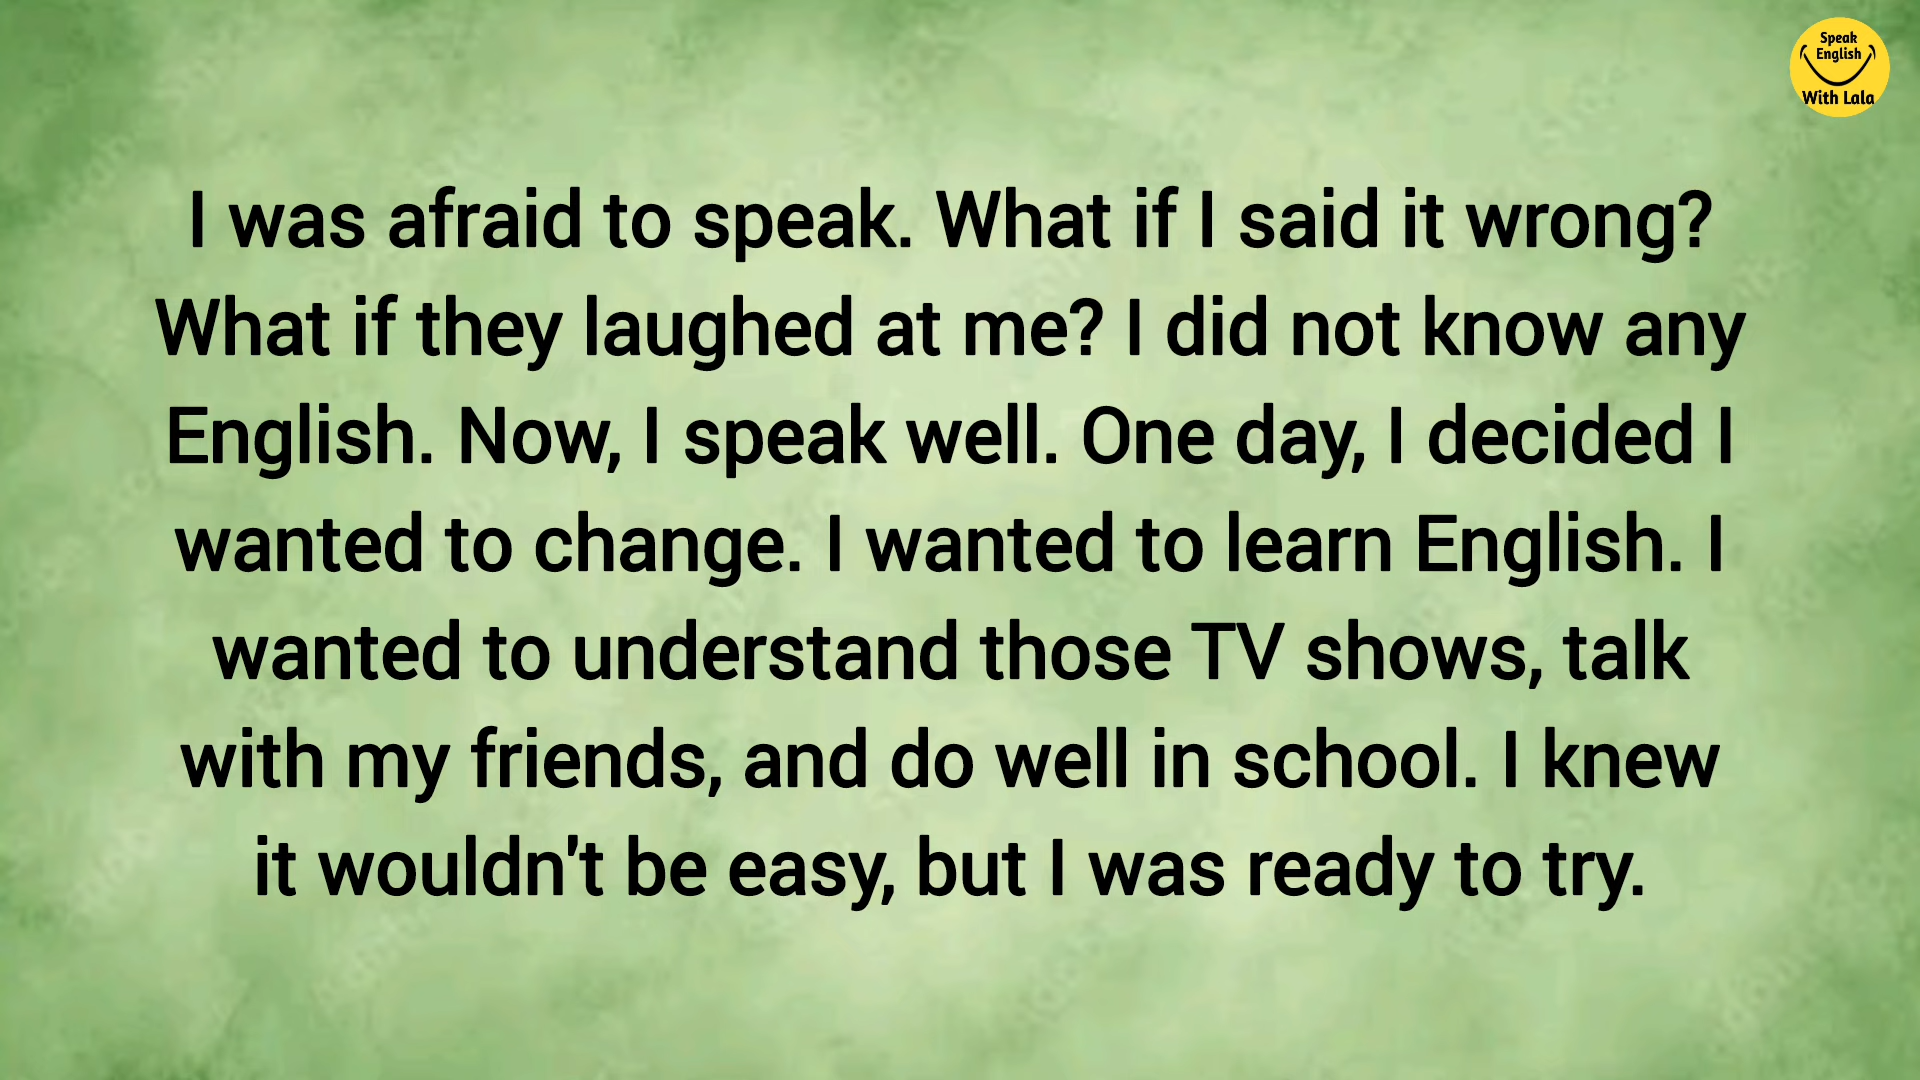 Speak
English
With Lala
I was afraid to speak. What if I said it wrong?
What if they laughed at me? I did not know any
English. Now, I speak well. One day, I decided I
wanted to change. I wanted to learn English. I
wanted to understand those TV shows, talk
with my friends, and do well in school. I knew
it wouldn't be easy, but I was ready to try.